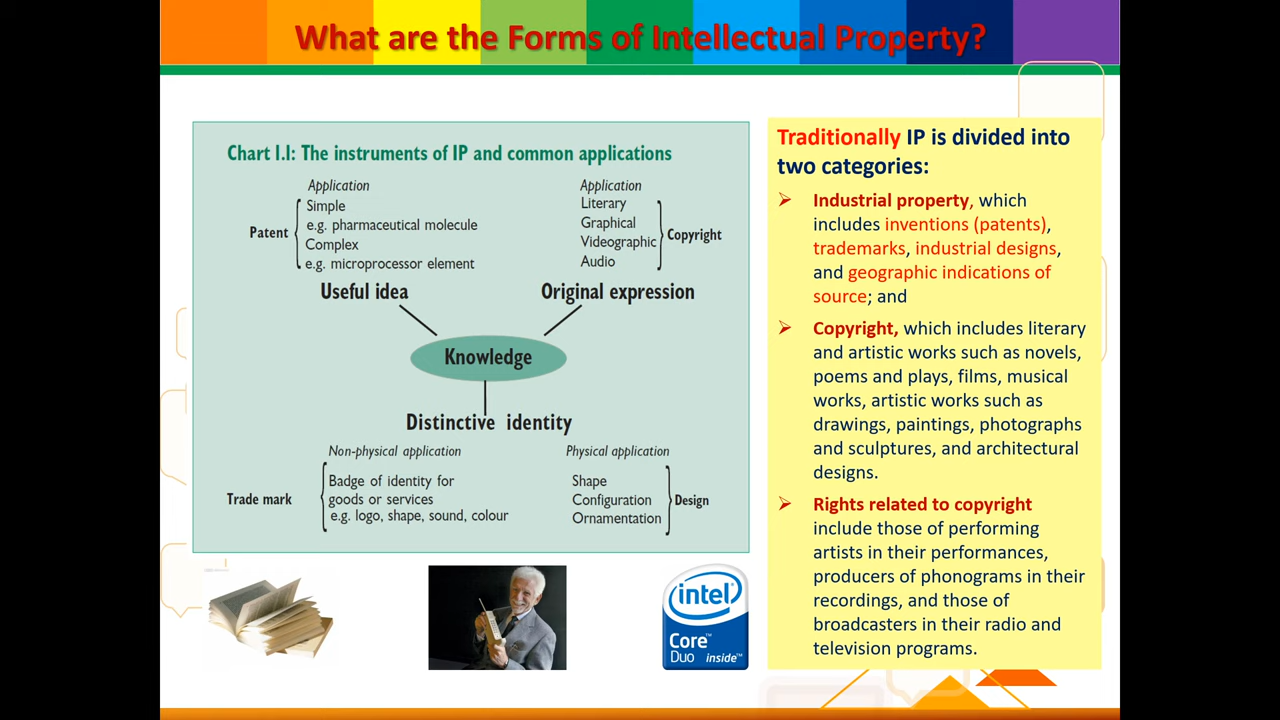 What are the Forms of Intellectual Property?
Chart 1.1: The instruments of IP and common applications
Application
Simple
e.g. pharmaceutical molecule
Complex
e.g. microprocessor element
Patent
Application
Literary
Graphical
Videographic
Audio
Copyright
Useful idea
Original expression
Knowledge
Distinctive identity
Non-physical application
Badge of identity for
goods or services
e.g. logo, shape, sound, colour
Trade mark
Physical application
Shape
Configuration
Ornamentation
Design
intel
Core™
Duo inside™
Traditionally IP is divided into
two categories:
Industrial property, which
includes inventions (patents),
trademarks, industrial designs,
and geographic indications of
source; and
Copyright, which includes literary
and artistic works such as novels,
poems and plays, films, musical
works, artistic works such as
drawings, paintings, photographs
and sculptures, and architectural
designs.
Rights related to copyright
include those of performing
artists in their performances,
producers of phonograms in their
recordings, and those of
broadcasters in their radio and
television programs.